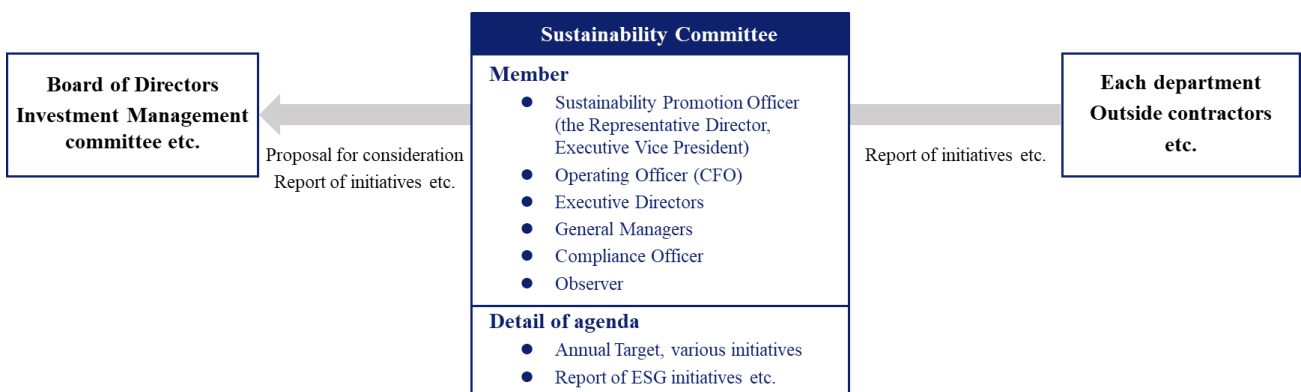 Board of Directors
Investment Management
committee etc.
Proposal for consideration
Report of initiatives etc.
Sustainability Committee
Member
● Sustainability Promotion Officer
(the Representative Director,
Executive Vice President)
● Operating Officer (CFO)
● Executive Directors
● General Managers
● Compliance Officer
● Observer
Detail of agenda
● Annual Target, various initiatives
● Report of ESG initiatives etc.
Report of initiatives etc.
Each department
Outside contractors
etc.